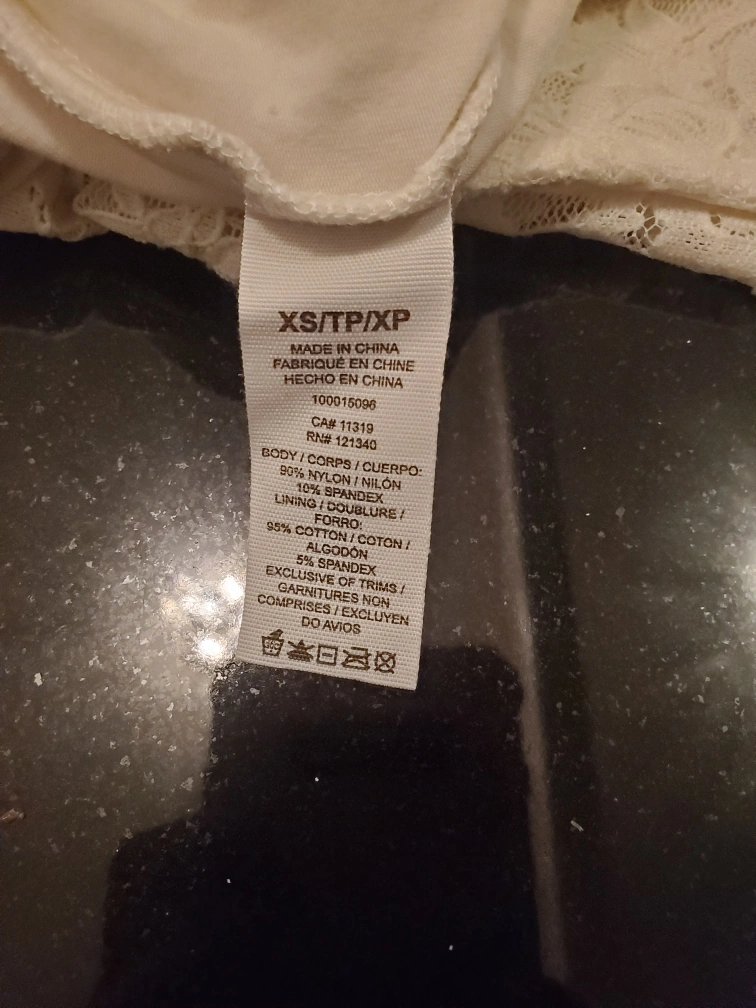 XS/TP/XP
MADE IN CHINA
FABRIQUÉ EN CHINE
HECHO EN CHINA
100015096
CA# 11319
RN# 121340
BODY / CORPS / CUERPO:
90% NYLON / NILÓN
10% SPANDEX
LINING / DOUBLURE /
FORRO:
95% COTTON / COTON /
ALGODÓN
5% SPANDEX
EXCLUSIVE OF TRIMS /
GARNITURES NON
COMPRISES / EXCLUYEN
DO AVIOS